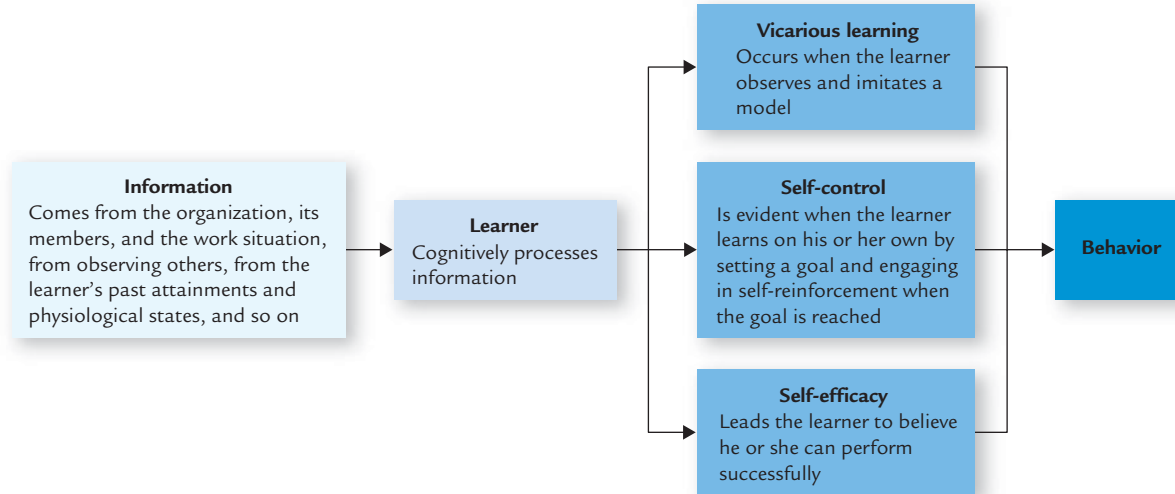 Information
Comes from the organization, its
members, and the work situation,
from observing others, from the
learner’s past attainments and
physiological states, and so on
Learner
Cognitively processes
information
Vicarious learning
Occurs when the learner
observes and imitates a
model
Self-control
Is evident when the learner
learns on his or her own by
setting a goal and engaging
in self-reinforcement when
the goal is reached
Self-efficacy
Leads the learner to believe
he or she can perform
successfully
Behavior